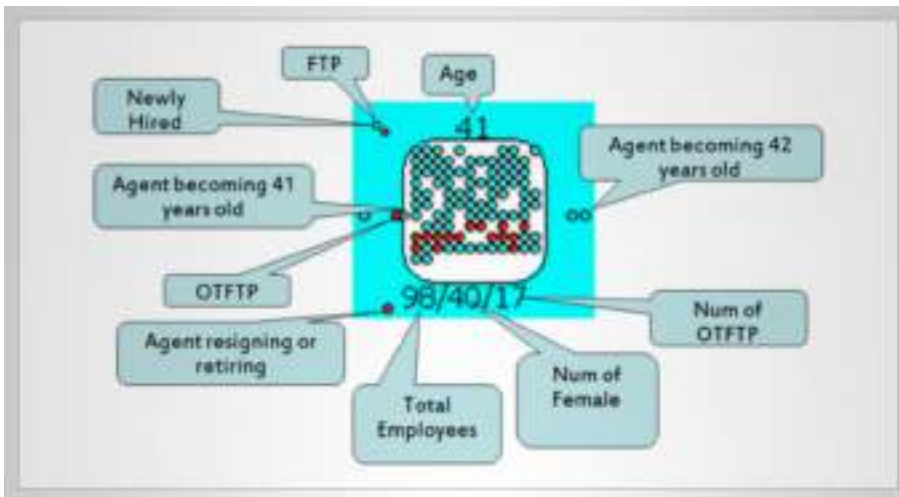 FTP
Age
Newly
Hired
41
Agent becoming 42
years old
Agent becoming 41
years old
OTFTP
98/40/17
Num of
OTFTP
Agent resigning or
retiring
Num of
Female
Total
Employees